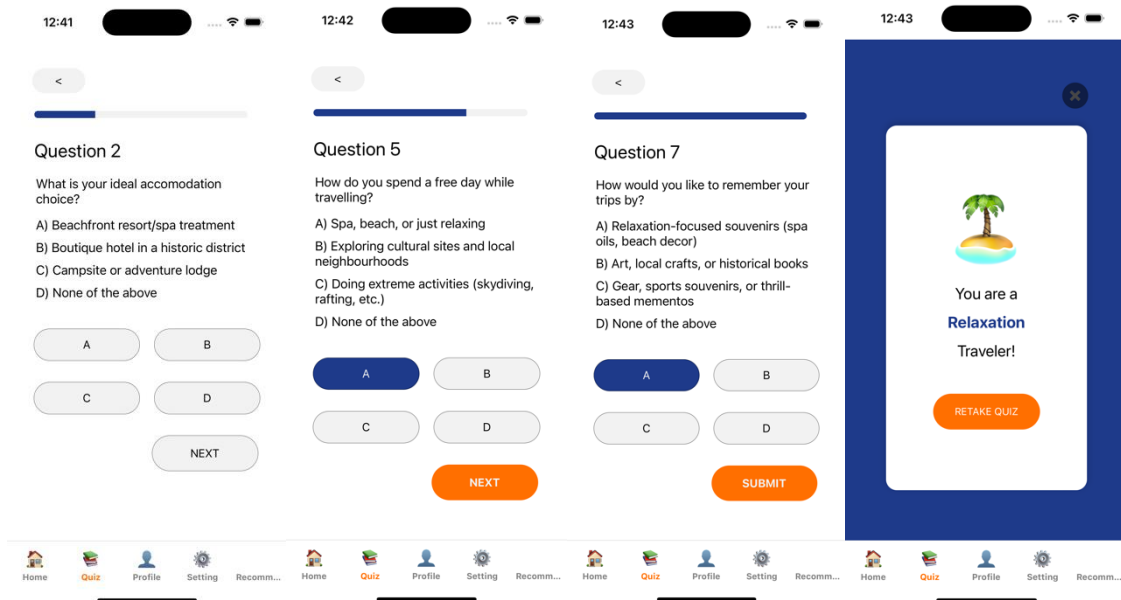 12:41
<
Question 2
What is your ideal accomodation
choice?
A) Beachfront resort/spa treatment
B) Boutique hotel in a historic district
C) Campsite or adventure lodge
D) None of the above
A
B
C
D
NEXT
Home
Quiz
Profile
Setting
Recomm...
12:42
<
Question 5
How do you spend a free day while
travelling?
A) Spa, beach, or just relaxing
B) Exploring cultural sites and local
neighbourhoods
C) Doing extreme activities (skydiving,
rafting, etc.)
D) None of the above
A
B
C
D
NEXT
Home
Quiz
Profile
Setting
Recomm...
12:43
<
Question 7
How would you like to remember your
trips by?
A) Relaxation-focused souvenirs (spa
oils, beach decor)
B) Art, local crafts, or historical books
C) Gear, sports souvenirs, or thrill-
based mementos
D) None of the above
A
B
C
D
SUBMIT
Home
Quiz
Profile
Setting
Recomm...
12:43
You are a
Relaxation
Traveler!
RETAKE QUIZ
Home
Quiz
Profile
Setting
Recomm...